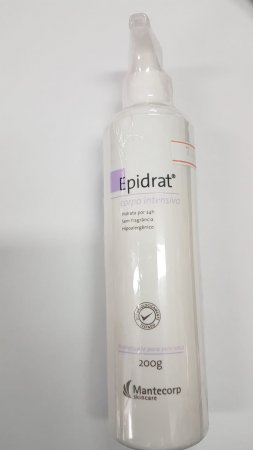 Epidrat®
corpo intensivo
Hidrata por 24h
Sem fragrância
Hipoalergênico
200g
Mantecorp
skincare